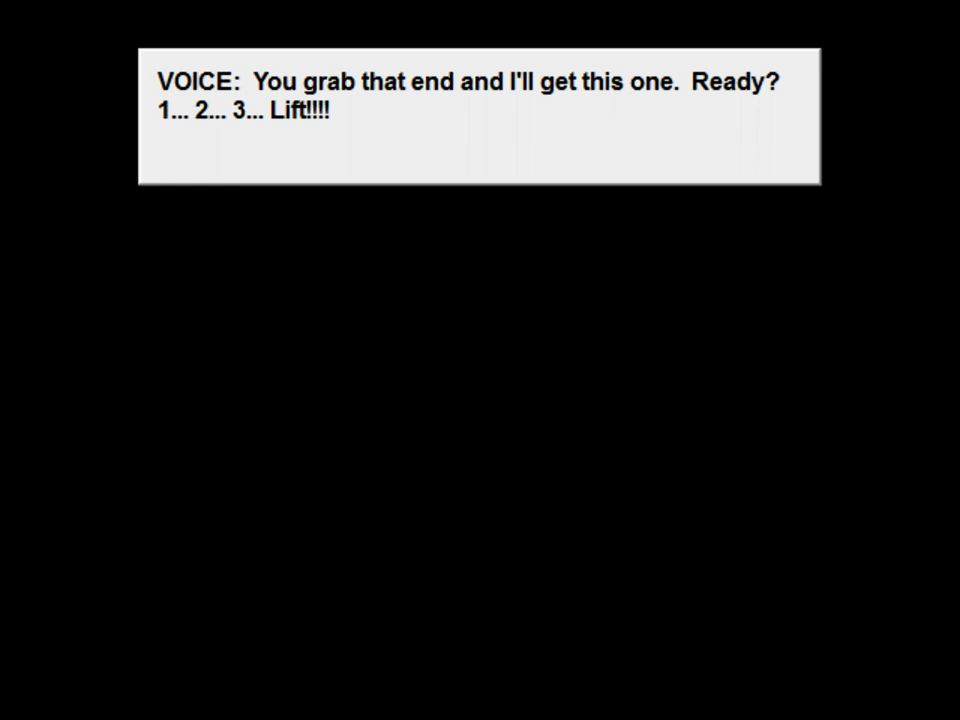 VOICE:  You grab that end and I'll get this one.  Ready?
1... 2... 3... Lift!!!!